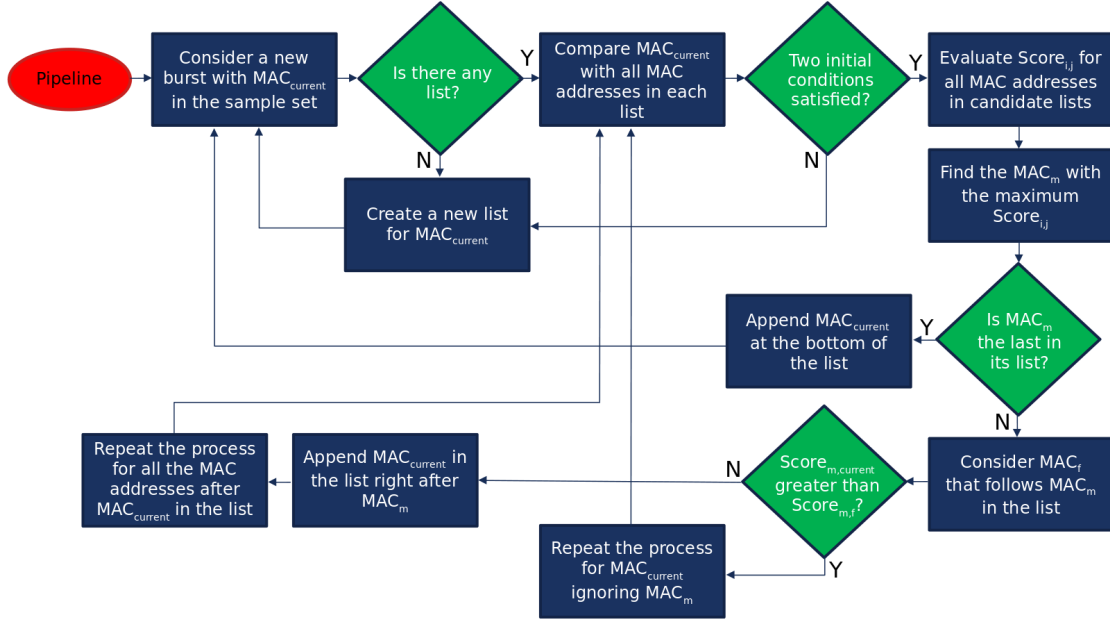 Pipeline
Consider a new
burst with MACcurrent
in the sample set
Is there any
list?
Y
N
Create a new list
for MACcurrent
Compare MACcurrent
with all MAC
addresses in each
list
Two initial
conditions
satisfied?
Y
N
Evaluate Scorei,j for
all MAC addresses
in candidate lists
Find the MACm with
the maximum
Scorei,j
Is MACm
the last in
its list?
Y
N
Append MACcurrent
at the bottom of
the list
Consider MACf
that follows MACm
in the list
Scorem,current
greater than
Scorem,f?
N
Y
Append MACcurrent in
the list right after
MACm
Repeat the process
for all the MAC
addresses after
MACcurrent in the list
Repeat the process
for MACcurrent
ignoring MACm